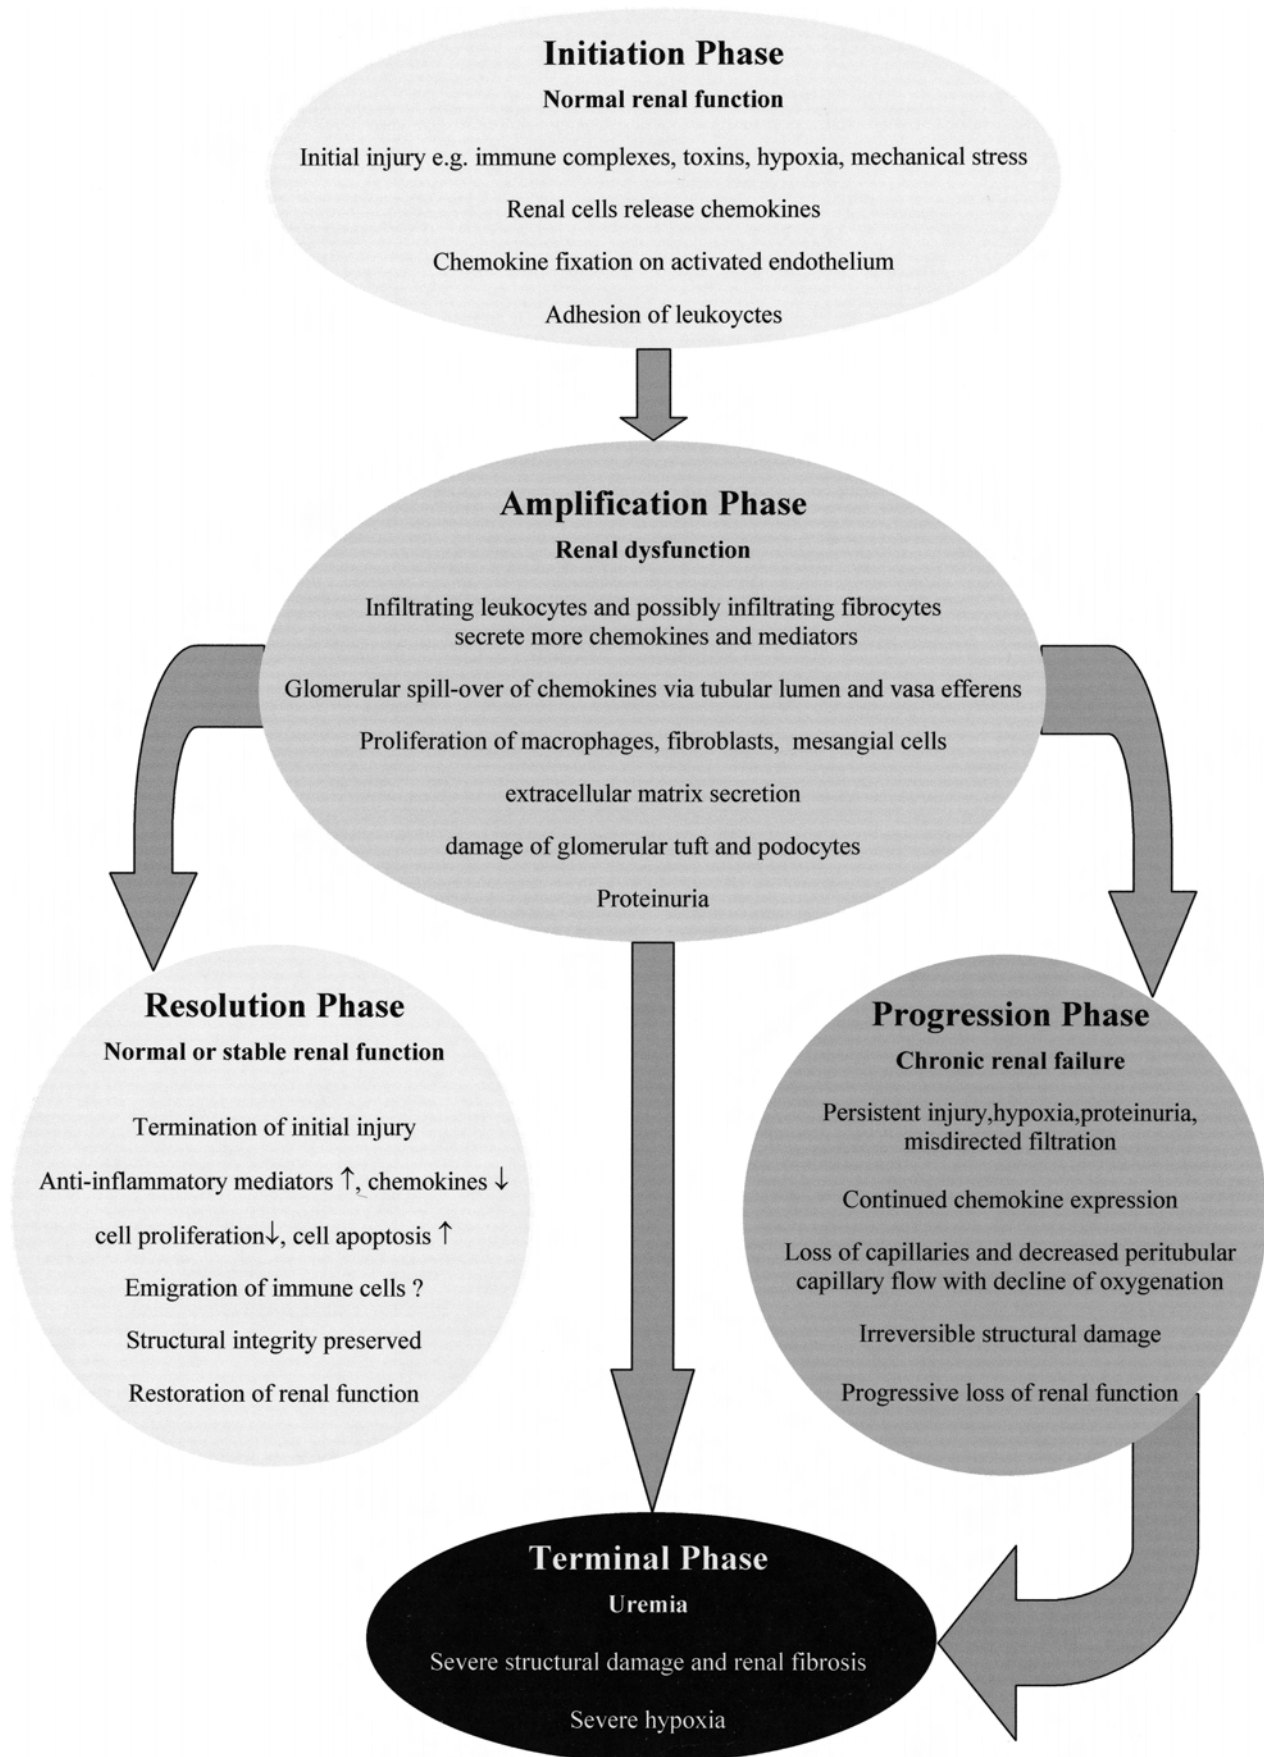 Initiation Phase
Normal renal function
Initial injury e.g. immune complexes, toxins, hypoxia, mechanical stress
Renal cells release chemokines
Chemokine fixation on activated endothelium
Adhesion of leukoyctes
Amplification Phase
Renal dysfunction
Infiltrating leukocytes and possibly infiltrating fibrocytes
secrete more chemokines and mediators
Glomerular spill-over of chemokines via tubular lumen and vasa efferens
Proliferation of macrophages, fibroblasts, mesangial cells
extracellular matrix secretion
damage of glomerular tuft and podocytes
Proteinuria
Resolution Phase
Normal or stable renal function
Termination of initial injury
Anti-inflammatory mediators ↑, chemokines ↓
cell proliferation↓, cell apoptosis ↑
Emigration of immune cells ?
Structural integrity preserved
Restoration of renal function
Progression Phase
Chronic renal failure
Persistent injury,hypoxia,proteinuria,
misdirected filtration
Continued chemokine expression
Loss of capillaries and decreased peritubular
capillary flow with decline of oxygenation
Irreversible structural damage
Progressive loss of renal function
Terminal Phase
Uremia
Severe structural damage and renal fibrosis
Severe hypoxia